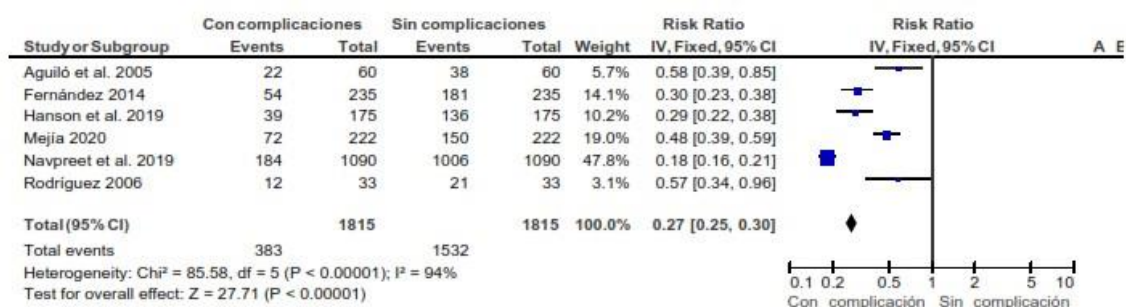 Con complicaciones Sin complicaciones Risk Ratio Risk Ratio
Study or Subgroup Events Total Events Total Weight IV, Fixed, 95% CI IV, Fixed, 95% CI A E
Aguiló et al. 2005 22 60 38 60 5.7% 0.58 [0.39, 0.85]
Fernández 2014 54 235 181 235 14.1% 0.30 [0.23, 0.38]
Hanson et al. 2019 39 175 136 175 10.2% 0.29 [0.22, 0.38]
Mejía 2020 72 222 150 222 19.0% 0.48 [0.39, 0.59]
Navpreet et al. 2019 184 1090 1006 1090 47.8% 0.18 [0.16, 0.21]
Rodríguez 2006 12 33 21 33 3.1% 0.57 [0.34, 0.96]
Total (95% CI) 1815 1815 100.0% 0.27 [0.25, 0.30]
Total events 383 1532
Heterogeneity: Chi² = 85.58, df = 5 (P < 0.00001); I² = 94%
Test for overall effect: Z = 27.71 (P < 0.00001)
0.1 0.2 0.5 1 2 5 10
Con complicación Sin complicación